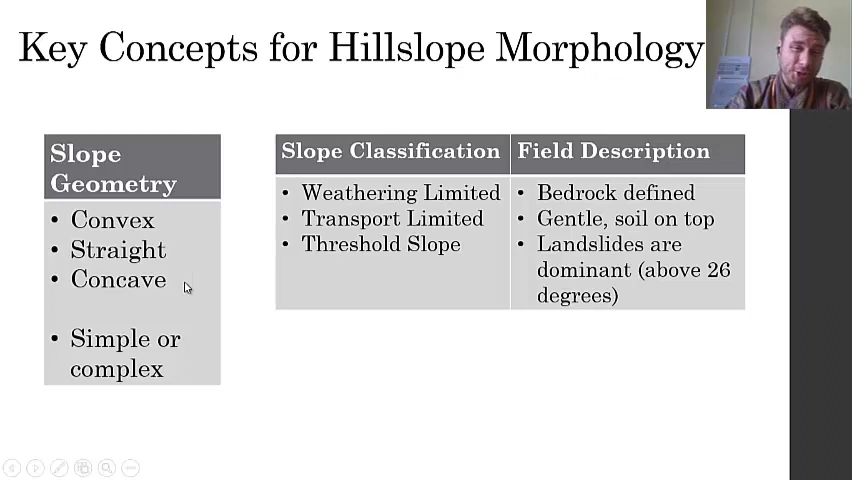 Key Concepts for Hillslope Morphology
Slope
Geometry
• Convex
• Straight
• Concave
• Simple or
complex
Slope Classification
• Weathering Limited
• Transport Limited
• Threshold Slope
Field Description
• Bedrock defined
• Gentle, soil on top
• Landslides are
dominant (above 26
degrees)